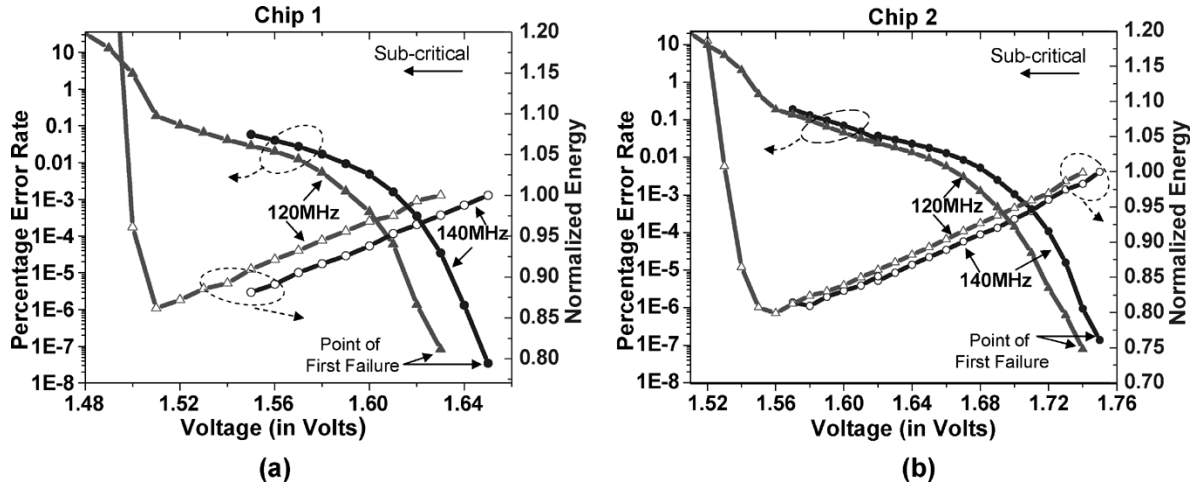 Chip 1
Percentage Error Rate
10
1
0.1
0.01
1E-3
1E-4
1E-5
1E-6
1E-7
1E-8
Sub-critical
120MHz
140MHz
Point of
First Failure
1.20
1.15
1.10
1.05
1.00
0.95
0.90
0.85
0.80
Normalized Energy
1.48
1.52
1.56
1.60
1.64
Voltage (in Volts)
(a)
Chip 2
Percentage Error Rate
10
1
0.1
0.01
1E-3
1E-4
1E-5
1E-6
1E-7
1E-8
Sub-critical
120MHz
140MHz
Point of
First Failure
1.20
1.15
1.10
1.05
1.00
0.95
0.90
0.85
0.80
0.75
0.70
Normalized Energy
1.52
1.56
1.60
1.64
1.68
1.72
1.76
Voltage (in Volts)
(b)